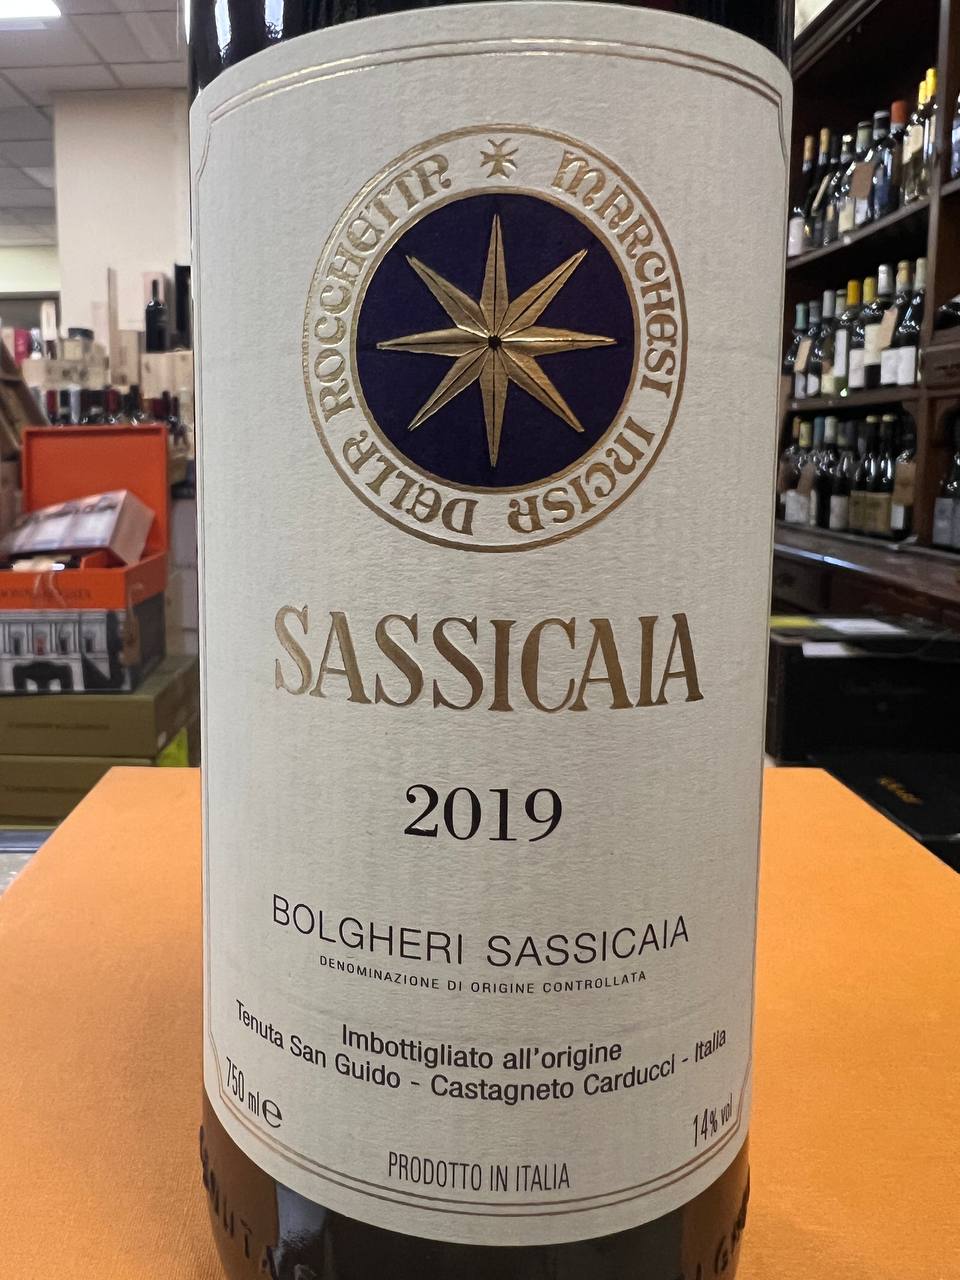 MARCHESI INCISA DELLA ROCCHETTA
SASSICAIA
2019
BOLGHERI SASSICAIA
DENOMINAZIONE DI ORIGINE CONTROLLATA
Imbottigliato all'origine
Tenuta San Guido - Castagneto Carducci - Italia
750 ml e
14% vol
PRODOTTO IN ITALIA